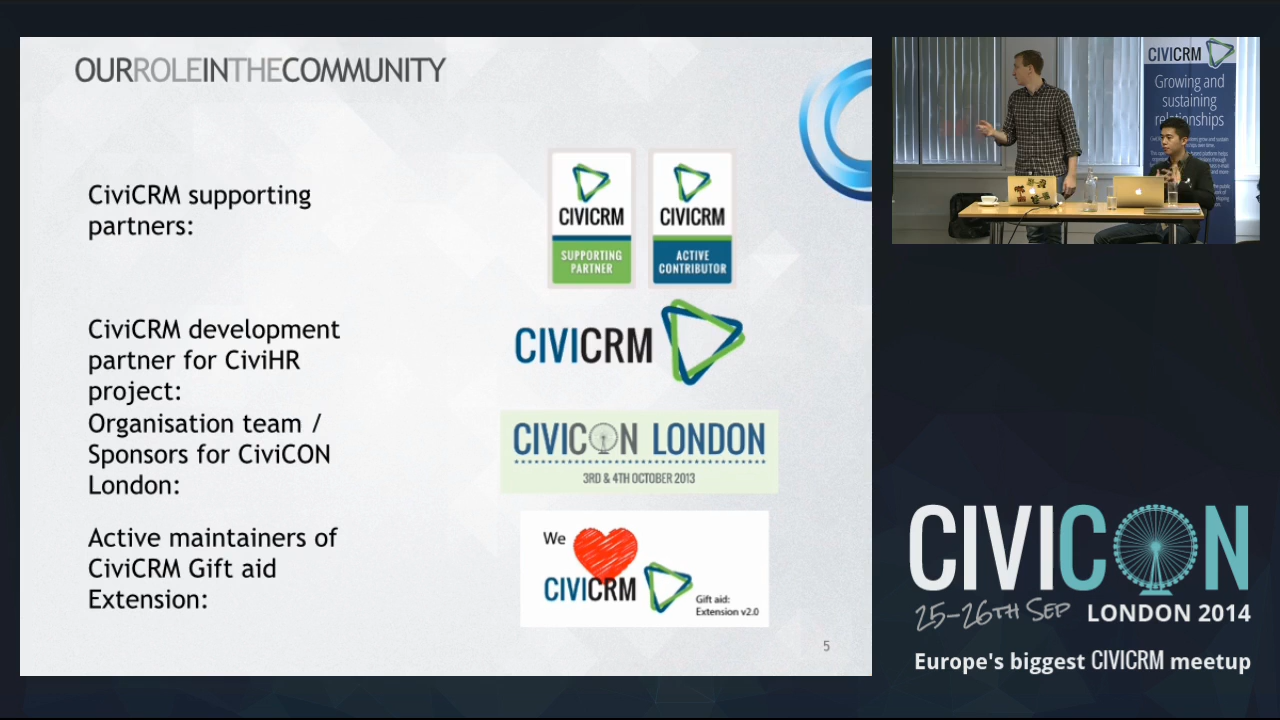 OURROLEINTHECOMMUNITY
CiviCRM supporting
partners:
CIVICRM
SUPPORTING
PARTNER
CIVICRM
ACTIVE
CONTRIBUTOR
CiviCRM development
partner for CiviHR
project:
CIVICRM
Organisation team /
Sponsors for CiviCON
London:
CIVICON LONDON
3RD & 4TH OCTOBER 2013
Active maintainers of
CiviCRM Gift aid
Extension:
We
CIVICRM
Gift aid:
Extension v2.0
5
CIVICRM
Growing and
sustaining
relationships
CIVICON
25-26TH SEP LONDON 2014
Europe's biggest CIVICRM meetup